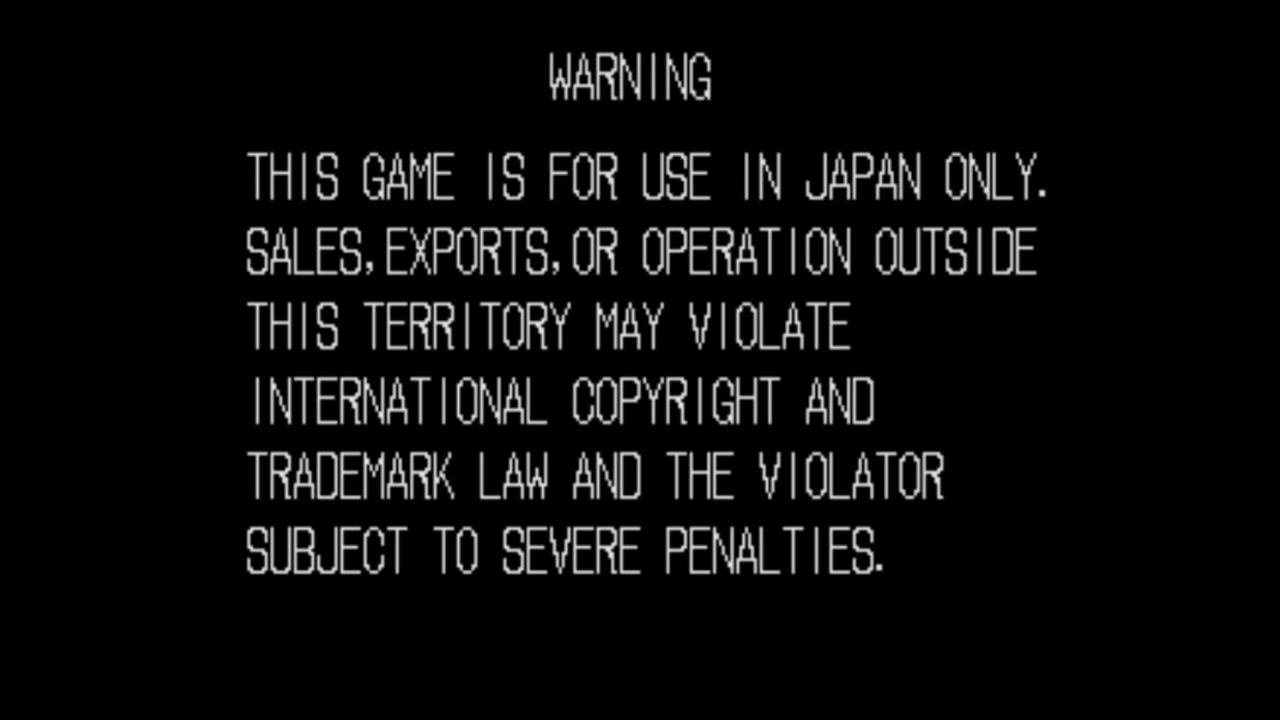 WARNING
THIS GAME IS FOR USE IN JAPAN ONLY.
SALES,EXPORTS,OR OPERATION OUTSIDE
THIS TERRITORY MAY VIOLATE
INTERNATIONAL COPYRIGHT AND
TRADEMARK LAW AND THE VIOLATOR
SUBJECT TO SEVERE PENALTIES.